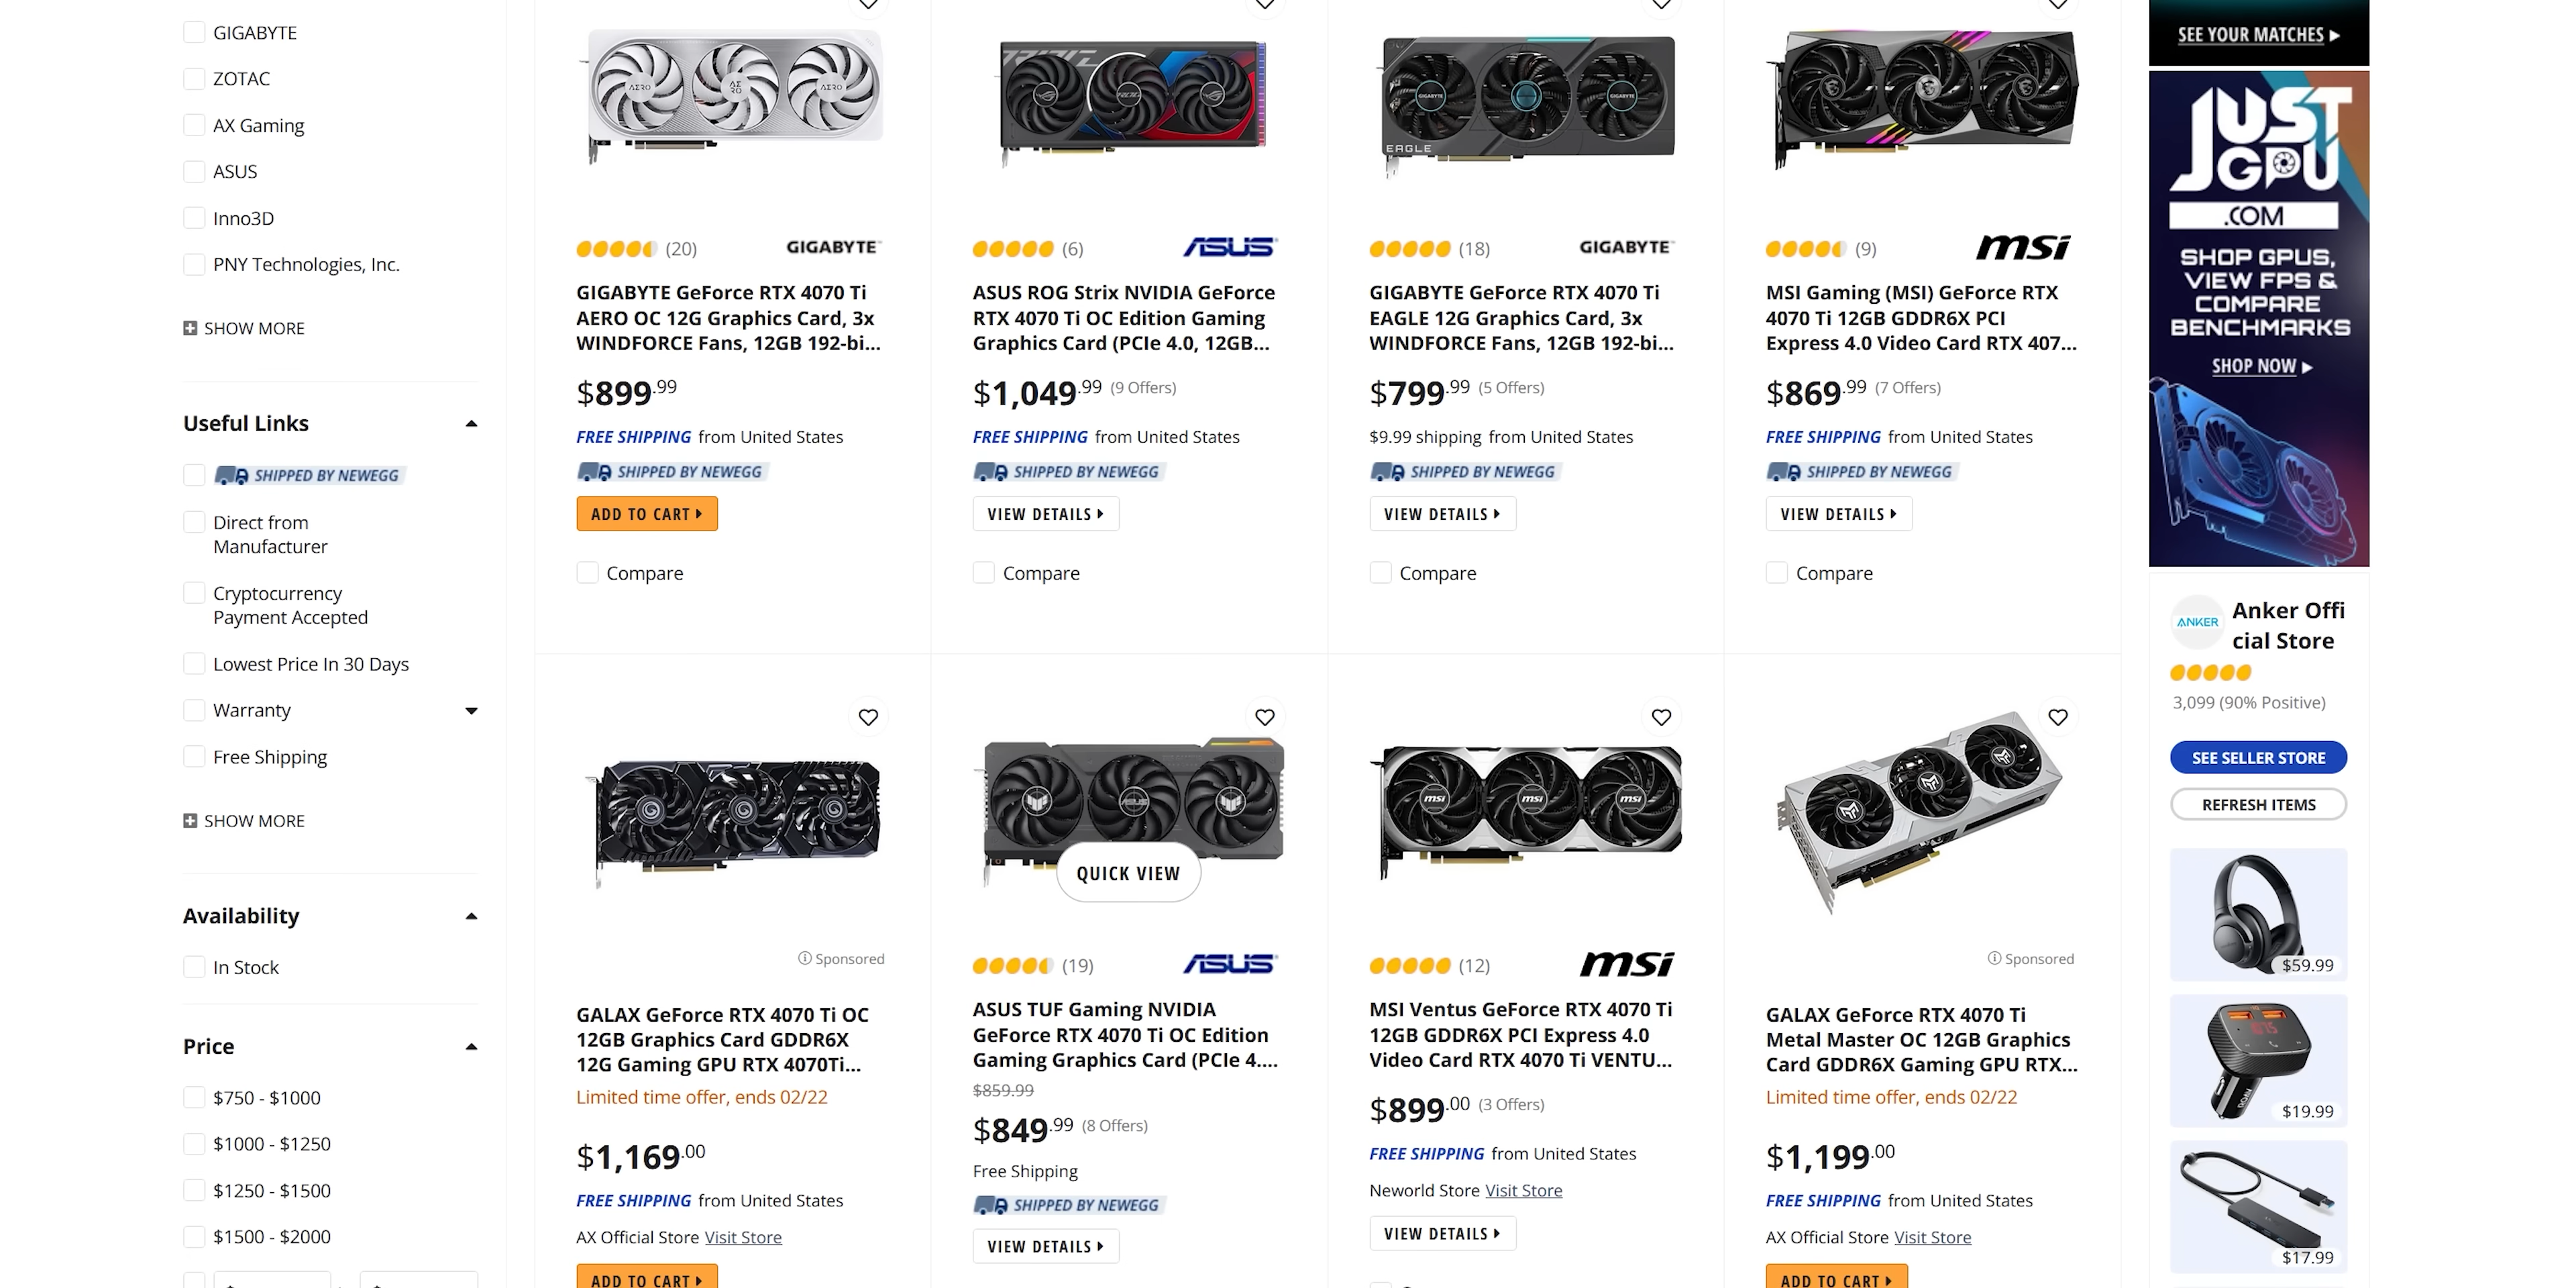 GIGABYTE
ZOTAC
AX Gaming
ASUS
Inno3D
PNY Technologies, Inc.
SHOW MORE
Useful Links
SHIPPED BY NEWEGG
Direct from
Manufacturer
Cryptocurrency
Payment Accepted
Lowest Price In 30 Days
Warranty
Free Shipping
SHOW MORE
Availability
In Stock
Price
$750 - $1000
$1000 - $1250
$1250 - $1500
$1500 - $2000
AERO
AERO
EAGLE
GIGABYTE
GIGABYTE
(20)
GIGABYTE
GIGABYTE GeForce RTX 4070 Ti
AERO OC 12G Graphics Card, 3x
WINDFORCE Fans, 12GB 192-bi...
$899.99
FREE SHIPPING from United States
SHIPPED BY NEWEGG
ADD TO CART
Compare
(6)
ASUS
ASUS ROG Strix NVIDIA GeForce
RTX 4070 Ti OC Edition Gaming
Graphics Card (PCIe 4.0, 12GB...
$1,049.99 (9 Offers)
FREE SHIPPING from United States
SHIPPED BY NEWEGG
VIEW DETAILS
Compare
(18)
GIGABYTE
GIGABYTE GeForce RTX 4070 Ti
EAGLE 12G Graphics Card, 3x
WINDFORCE Fans, 12GB 192-bi...
$799.99 (5 Offers)
$9.99 shipping from United States
SHIPPED BY NEWEGG
VIEW DETAILS
Compare
(9)
msi
MSI Gaming (MSI) GeForce RTX
4070 Ti 12GB GDDR6X PCI
Express 4.0 Video Card RTX 407...
$869.99 (7 Offers)
FREE SHIPPING from United States
SHIPPED BY NEWEGG
VIEW DETAILS
Compare
Sponsored
GALAX GeForce RTX 4070 Ti OC
12GB Graphics Card GDDR6X
12G Gaming GPU RTX 4070Ti...
Limited time offer, ends 02/22
$1,169.00
FREE SHIPPING from United States
AX Official Store Visit Store
ADD TO CART
QUICK VIEW
(19)
ASUS
ASUS TUF Gaming NVIDIA
GeForce RTX 4070 Ti OC Edition
Gaming Graphics Card (PCIe 4....
$859.99
$849.99 (8 Offers)
Free Shipping
SHIPPED BY NEWEGG
VIEW DETAILS
msi
msi
msi
(12)
msi
MSI Ventus GeForce RTX 4070 Ti
12GB GDDR6X PCI Express 4.0
Video Card RTX 4070 Ti VENTU...
$899.00 (3 Offers)
FREE SHIPPING from United States
Neworld Store Visit Store
VIEW DETAILS
Sponsored
GALAX GeForce RTX 4070 Ti
Metal Master OC 12GB Graphics
Card GDDR6X Gaming GPU RTX...
Limited time offer, ends 02/22
$1,199.00
FREE SHIPPING from United States
AX Official Store Visit Store
ADD TO CART
SEE YOUR MATCHES
JUST
GPU
.COM
SHOP GPUS,
VIEW FPS &
COMPARE
BENCHMARKS
SHOP NOW
ANKER
Anker Offi
cial Store
3,099 (90% Positive)
SEE SELLER STORE
REFRESH ITEMS
$59.99
$19.99
$17.99